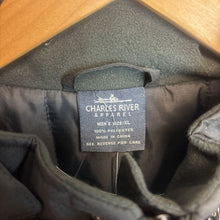 CHARLES RIVER
APPAREL
MEN'S SIZE/XL
100% POLYESTER
MADE IN CHINA
SEE REVERSE FOR CARE